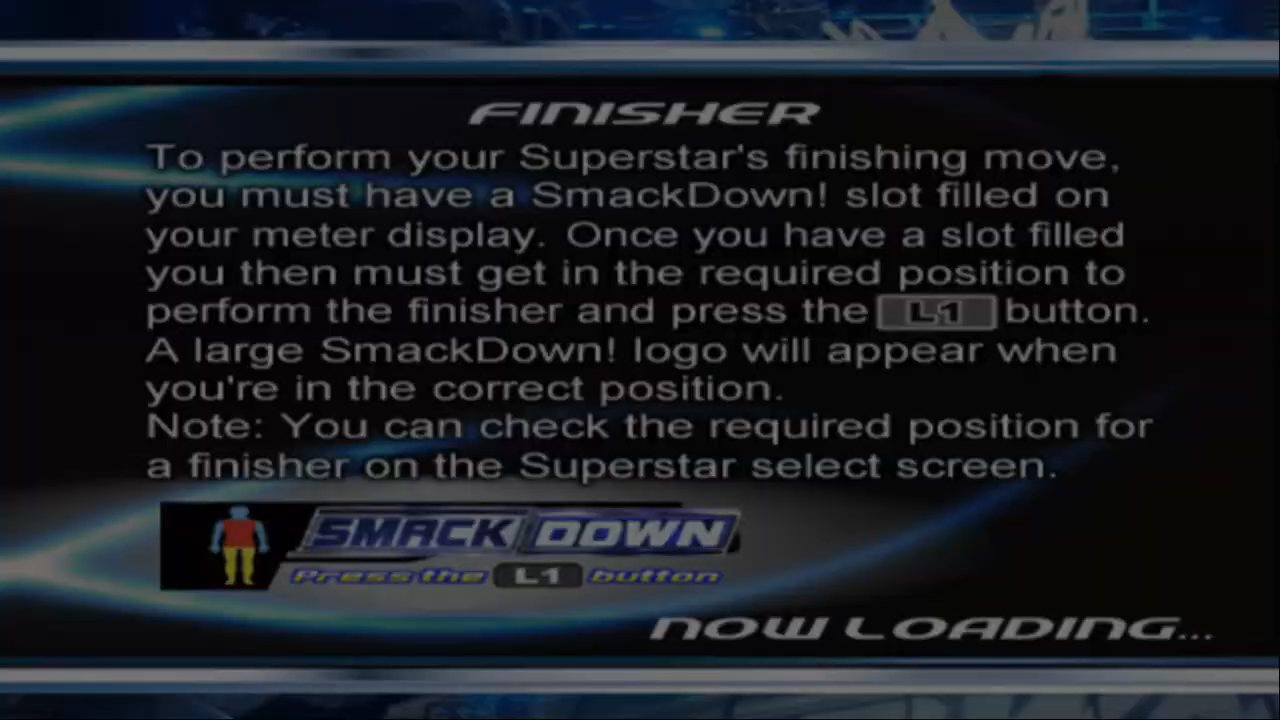 FINISHER
To perform your Superstar's finishing move,
you must have a SmackDown! slot filled on
your meter display. Once you have a slot filled
you then must get in the required position to
perform the finisher and press the L1 button.
A large SmackDown! logo will appear when
you're in the correct position.
Note: You can check the required position for
a finisher on the Superstar select screen.
SMACK DOWN
Press the L1 button
NOW LOADING...